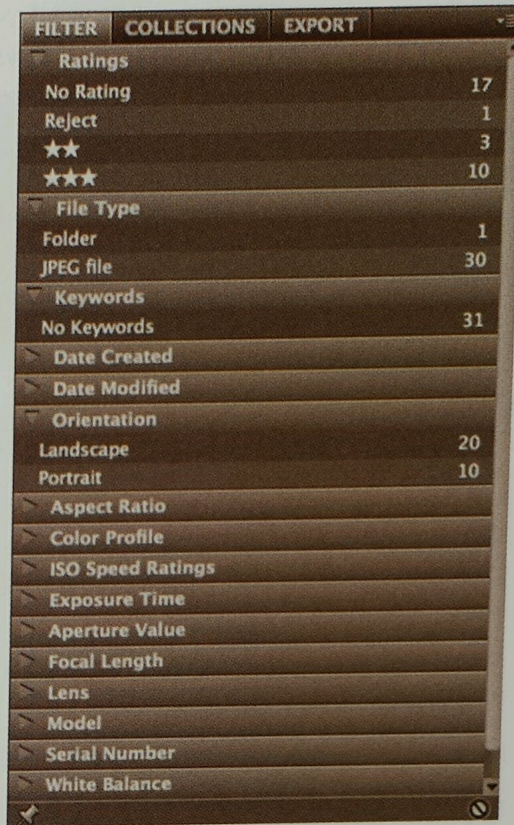 FILTER COLLECTIONS EXPORT
Ratings
No Rating 17
Reject 1
★★ 3
★★★ 10
File Type
Folder 1
JPEG file 30
Keywords
No Keywords 31
Date Created
Date Modified
Orientation
Landscape 20
Portrait 10
Aspect Ratio
Color Profile
ISO Speed Ratings
Exposure Time
Aperture Value
Focal Length
Lens
Model
Serial Number
White Balance